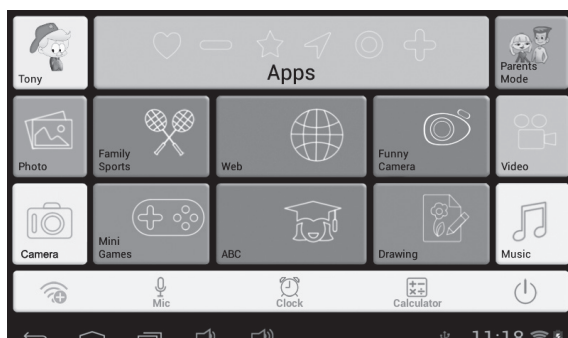 Apps
Tony
Parents
Mode
Photo
Family
Sports
Web
Funny
Camera
Video
Camera
Mini
Games
ABC
Drawing
Music
Mic
Clock
Calculator
11:18